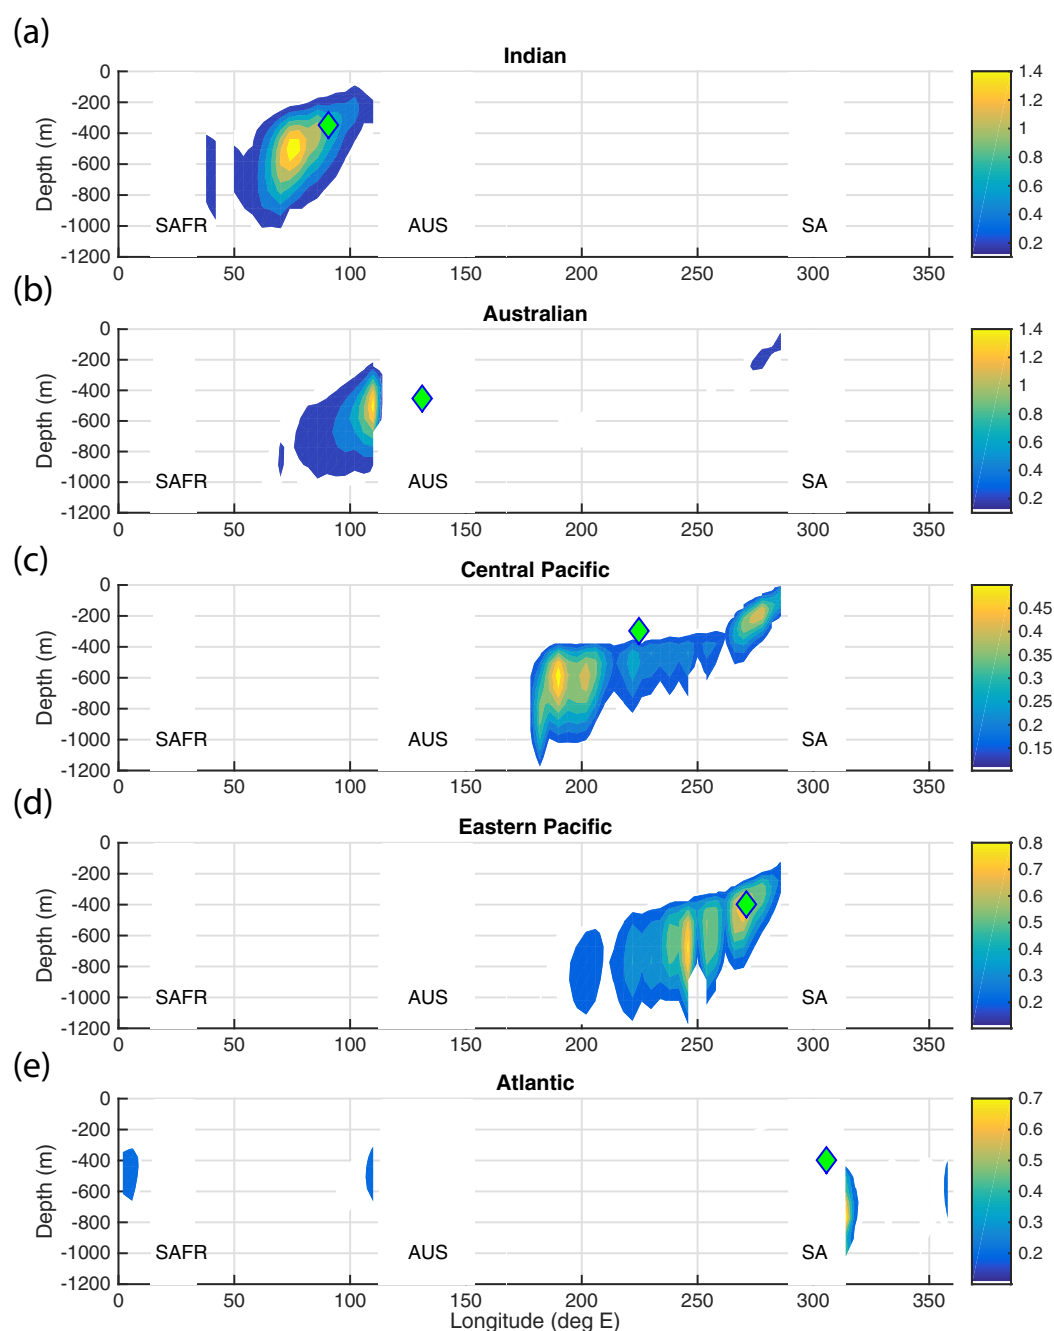 (a)
Indian
Depth (m)
0
-200
-400
-600
-800
-1000
-1200
SAFR
AUS
SA
0 50 100 150 200 250 300 350
1.4
1.2
1
0.8
0.6
0.4
0.2
(b)
Australian
Depth (m)
0
-200
-400
-600
-800
-1000
-1200
SAFR
AUS
SA
0 50 100 150 200 250 300 350
1.4
1.2
1
0.8
0.6
0.4
0.2
(c)
Central Pacific
Depth (m)
0
-200
-400
-600
-800
-1000
-1200
SAFR
AUS
SA
0 50 100 150 200 250 300 350
0.45
0.4
0.35
0.3
0.25
0.2
0.15
(d)
Eastern Pacific
Depth (m)
0
-200
-400
-600
-800
-1000
-1200
SAFR
AUS
SA
0 50 100 150 200 250 300 350
0.8
0.7
0.6
0.5
0.4
0.3
0.2
(e)
Atlantic
Depth (m)
0
-200
-400
-600
-800
-1000
-1200
SAFR
AUS
SA
0 50 100 150 200 250 300 350
Longitude (deg E)
0.7
0.6
0.5
0.4
0.3
0.2